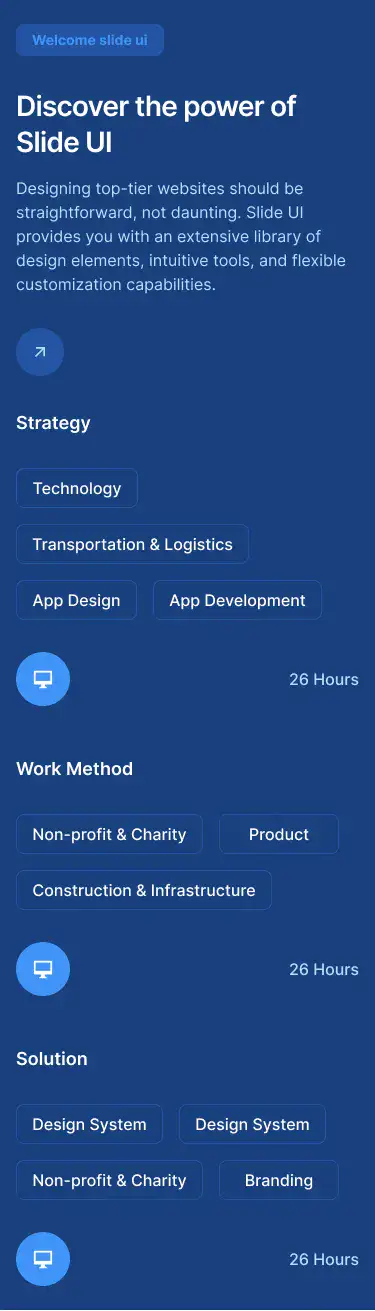 Welcome slide ui
Discover the power of
Slide UI
Designing top-tier websites should be
straightforward, not daunting. Slide UI
provides you with an extensive library of
design elements, intuitive tools, and flexible
customization capabilities.
Strategy
Technology
Transportation & Logistics
App Design App Development
26 Hours
Work Method
Non-profit & Charity Product
Construction & Infrastructure
26 Hours
Solution
Design System Design System
Non-profit & Charity Branding
26 Hours